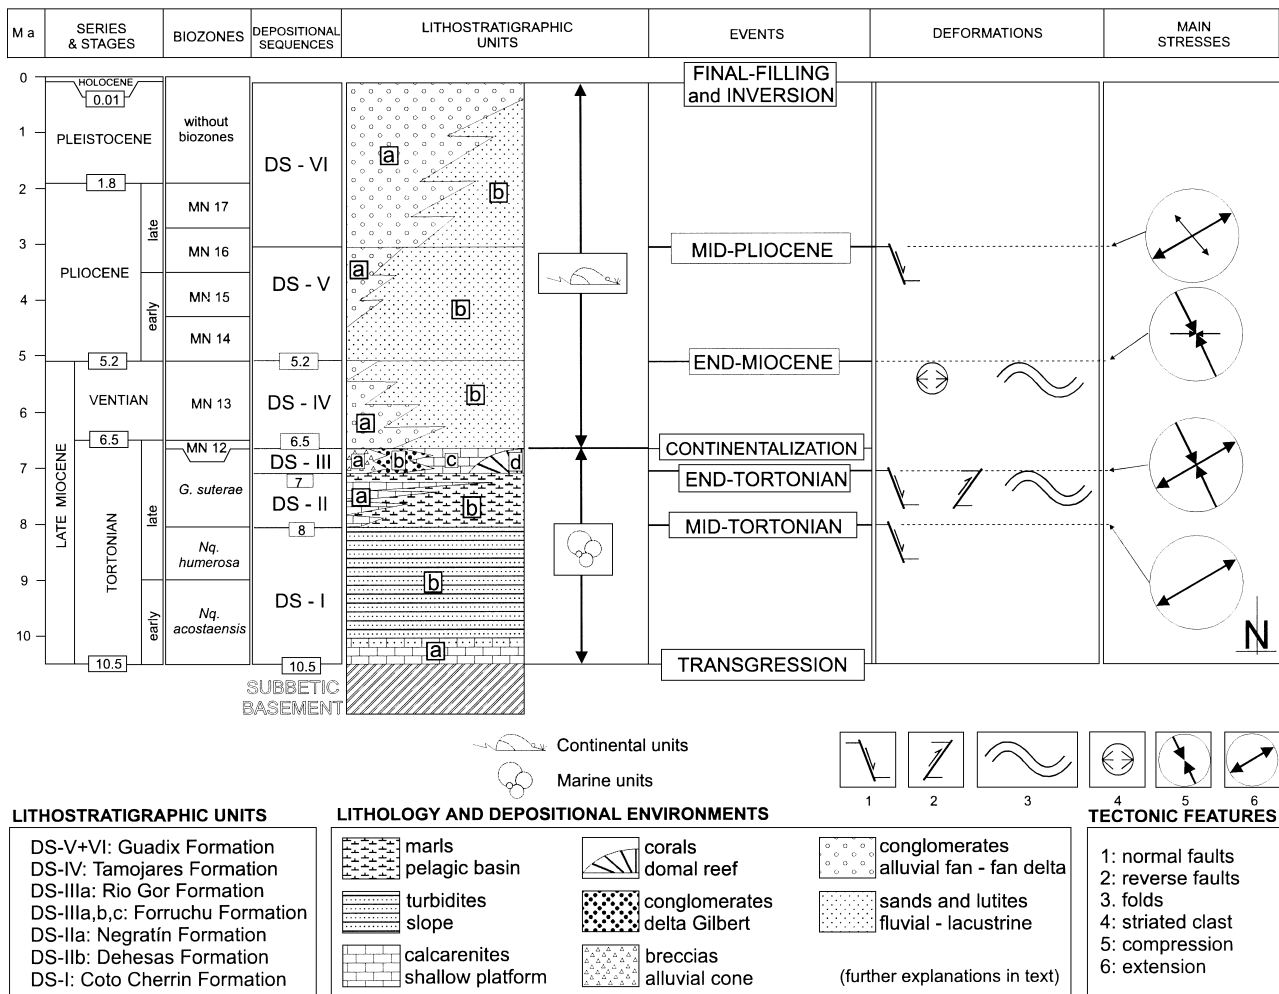 M a
SERIES
& STAGES
BIOZONES
DEPOSITIONAL
SEQUENCES
LITHOSTRATIGRAPHIC
UNITS
EVENTS
DEFORMATIONS
MAIN
STRESSES
0
1
2
3
4
5
6
7
8
9
10
HOLOCENE
0.01
PLEISTOCENE
1.8
PLIOCENE
late
early
5.2
LATE MIOCENE
VENTIAN
6.5
TORTONIAN
late
early
10.5
without
biozones
MN 17
MN 16
MN 15
MN 14
MN 13
MN 12
G. suterae
Nq.
humerosa
Nq.
acostaensis
DS - VI
DS - V
5.2
DS - IV
6.5
DS - III
7
DS - II
8
DS - I
10.5
SUBBETIC
BASEMENT
a
b
a
b
b
a
a
b
c
d
a
b
b
a
FINAL-FILLING
and INVERSION
MID-PLIOCENE
END-MIOCENE
CONTINENTALIZATION
END-TORTONIAN
MID-TORTONIAN
TRANSGRESSION
N
Continental units
Marine units
1
2
3
4
5
6
LITHOSTRATIGRAPHIC UNITS
DS-V+VI: Guadix Formation
DS-IV: Tamojares Formation
DS-IIIa: Rio Gor Formation
DS-IIIa,b,c: Forruchu Formation
DS-IIa: Negratín Formation
DS-IIb: Dehesas Formation
DS-I: Coto Cherrin Formation
LITHOLOGY AND DEPOSITIONAL ENVIRONMENTS
marls
pelagic basin
turbidites
slope
calcarenites
shallow platform
corals
domal reef
conglomerates
delta Gilbert
breccias
alluvial cone
conglomerates
alluvial fan - fan delta
sands and lutites
fluvial - lacustrine
(further explanations in text)
TECTONIC FEATURES
1: normal faults
2: reverse faults
3. folds
4: striated clast
5: compression
6: extension